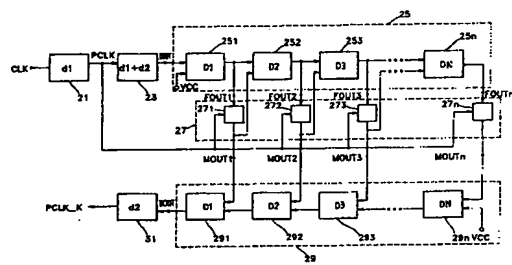 25
251 252 253 25n
CLK d1 PCLK d1+d2 D1 D2 D3 DN
21 23 VCC
FOUT1 FOUT2 FOUT3 FOUTn
27 271 272 273 27n
MOUT1 MOUT2 MOUT3 MOUTn
PCLK_K d2 D1 D2 D3 DN
31 291 292 293 29n VCC
29